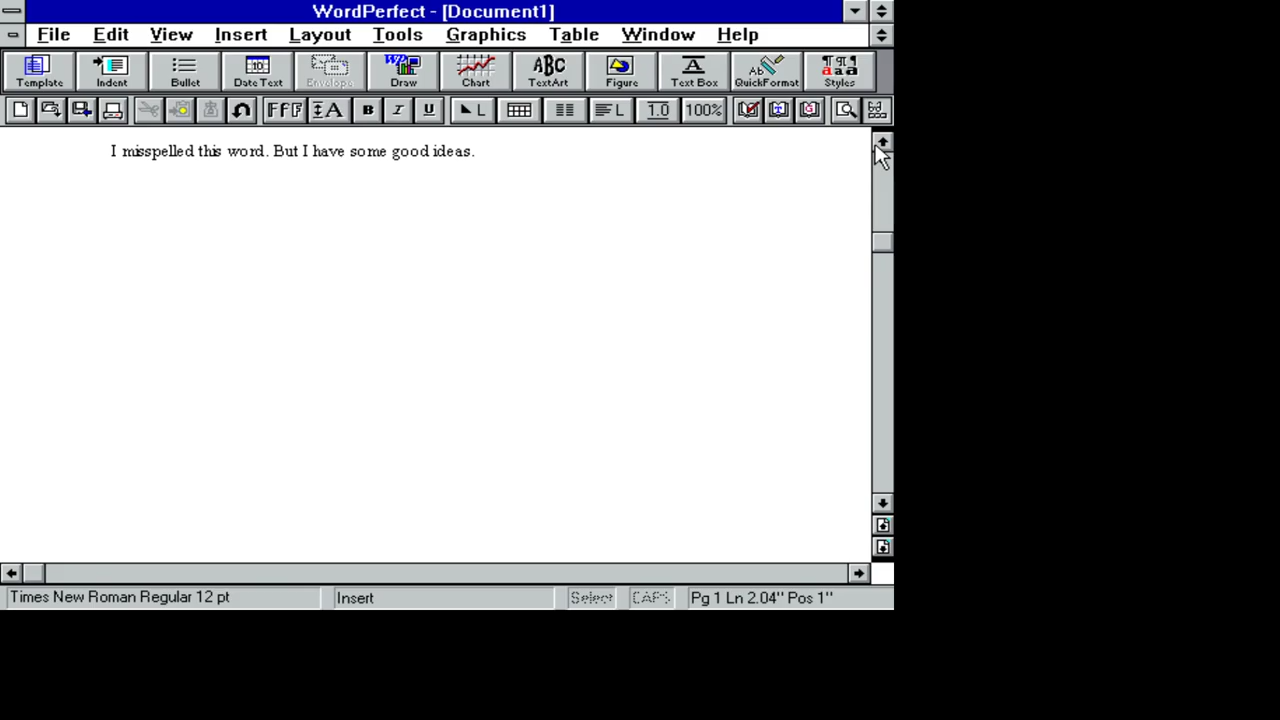 WordPerfect - [Document1]
File Edit View Insert Layout Tools Graphics Table Window Help
Template Indent Bullet Date Text Envelope Draw Chart TextArt Figure Text Box QuickFormat Styles
B I U L L 1.0 100%
I misspelled this word. But I have some good ideas.
Times New Roman Regular 12 pt Insert Select CAPS Pg 1 Ln 2.04" Pos 1"